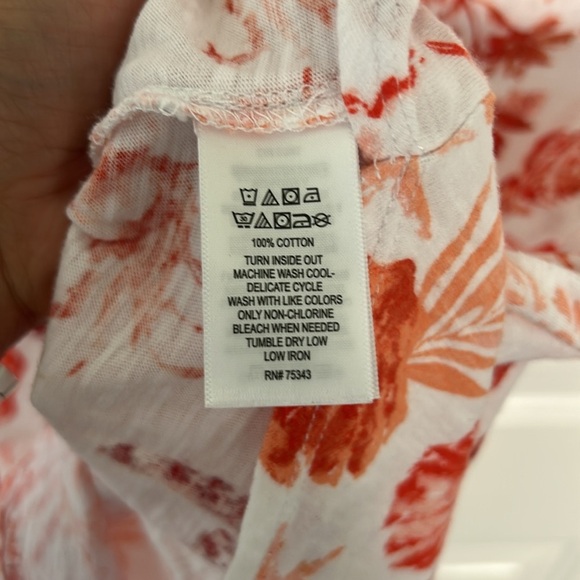 30
100% COTTON
TURN INSIDE OUT
MACHINE WASH COOL-
DELICATE CYCLE
WASH WITH LIKE COLORS
ONLY NON-CHLORINE
BLEACH WHEN NEEDED
TUMBLE DRY LOW
LOW IRON
RN# 75343